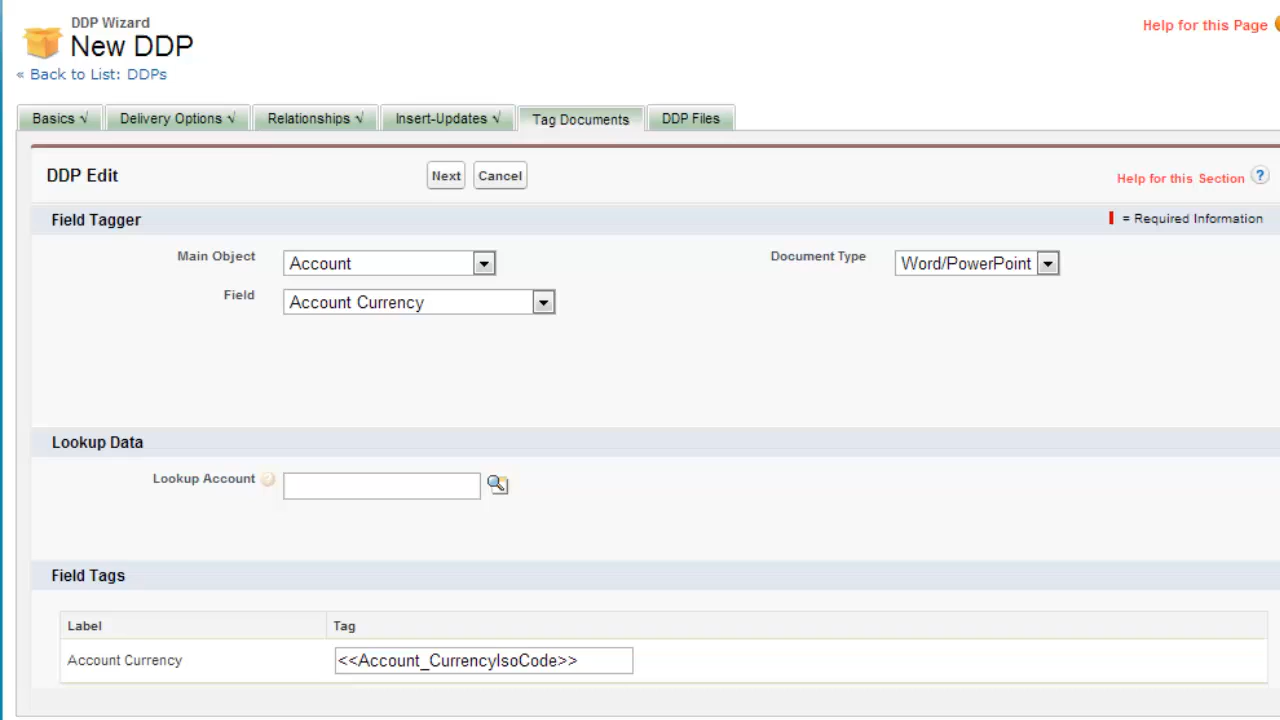 DDP Wizard
New DDP
Help for this Page
« Back to List: DDPs
Basics √ Delivery Options √ Relationships √ Insert-Updates √ Tag Documents DDP Files
DDP Edit Next Cancel Help for this Section ?
Field Tagger = Required Information
Main Object Account Document Type Word/PowerPoint
Field Account Currency
Lookup Data
Lookup Account
Field Tags
Label Tag
Account Currency <<Account_CurrencyIsoCode>>